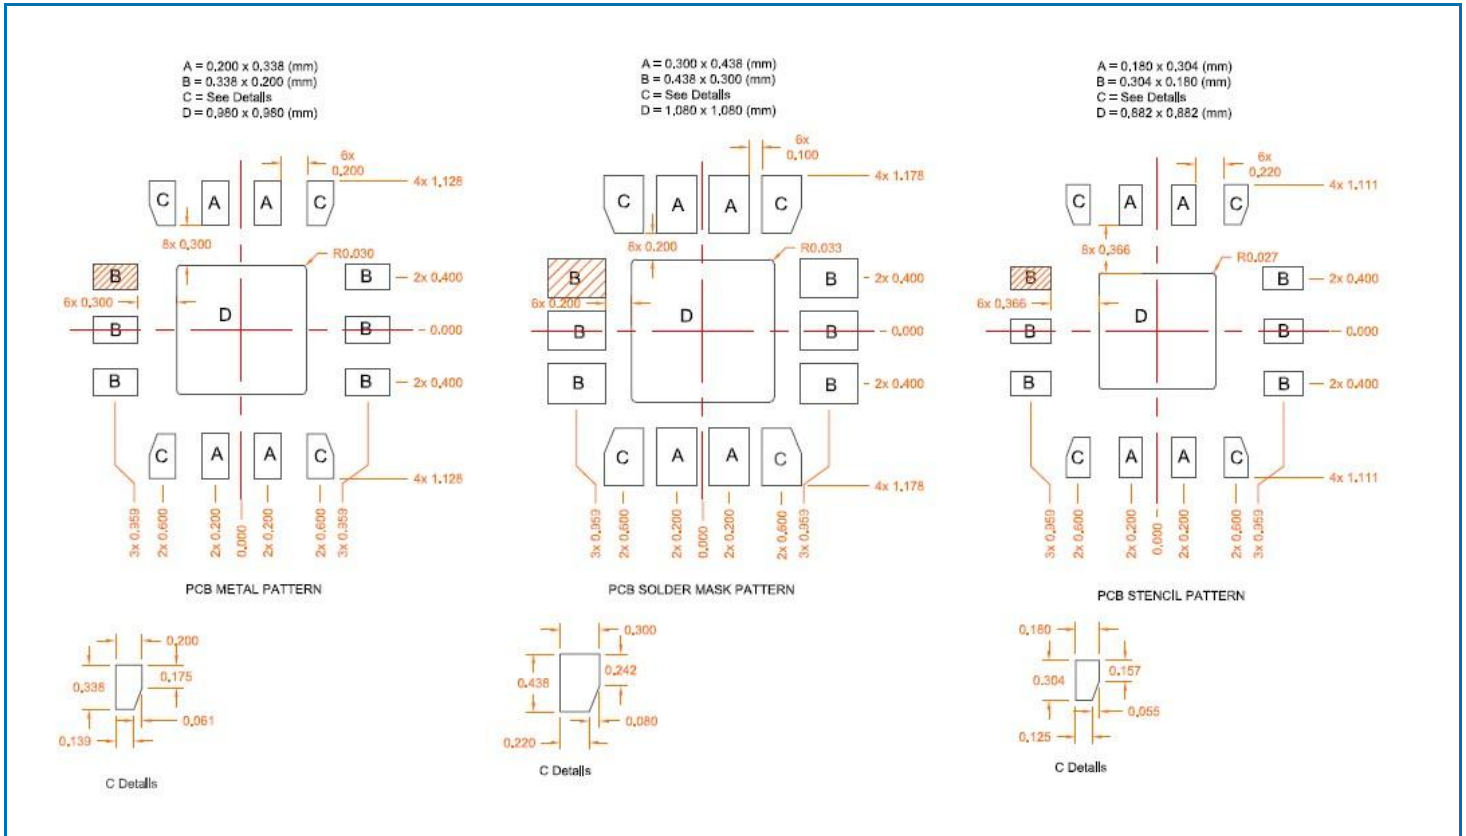 A = 0.200 x 0.338 (mm)
B = 0.338 x 0.200 (mm)
C = See Details
D = 0.980 x 0.980 (mm)
6x
0.200
4x 1.128
C
A
A
C
8x 0.300
R0.030
B
B
2x 0.400
6x 0.300
D
B
B
0.000
B
B
2x 0.400
C
A
A
C
4x 1.128
3x 0.959
2x 0.600
2x 0.200
0.000
2x 0.200
2x 0.600
3x 0.959
PCB METAL PATTERN
0.200
0.338
0.175
0.061
0.139
C Details
A = 0.300 x 0.438 (mm)
B = 0.438 x 0.300 (mm)
C = See Details
D = 1.080 x 1.080 (mm)
6x
0.100
4x 1.178
C
A
A
C
8x 0.200
R0.033
B
B
2x 0.400
6x 0.200
D
B
B
0.000
B
B
2x 0.400
C
A
A
C
4x 1.178
3x 0.959
2x 0.600
2x 0.200
0.000
2x 0.200
2x 0.600
3x 0.959
PCB SOLDER MASK PATTERN
0.300
0.438
0.242
0.080
0.220
C Details
A = 0.180 x 0.304 (mm)
B = 0.304 x 0.180 (mm)
C = See Details
D = 0.882 x 0.882 (mm)
6x
0.220
4x 1.111
C
A
A
C
8x 0.366
R0.027
B
B
2x 0.400
6x 0.366
D
B
B
0.000
B
B
2x 0.400
C
A
A
C
4x 1.111
3x 0.959
2x 0.600
2x 0.200
0.000
2x 0.200
2x 0.600
3x 0.959
PCB STENCIL PATTERN
0.180
0.304
0.157
0.055
0.125
C Details